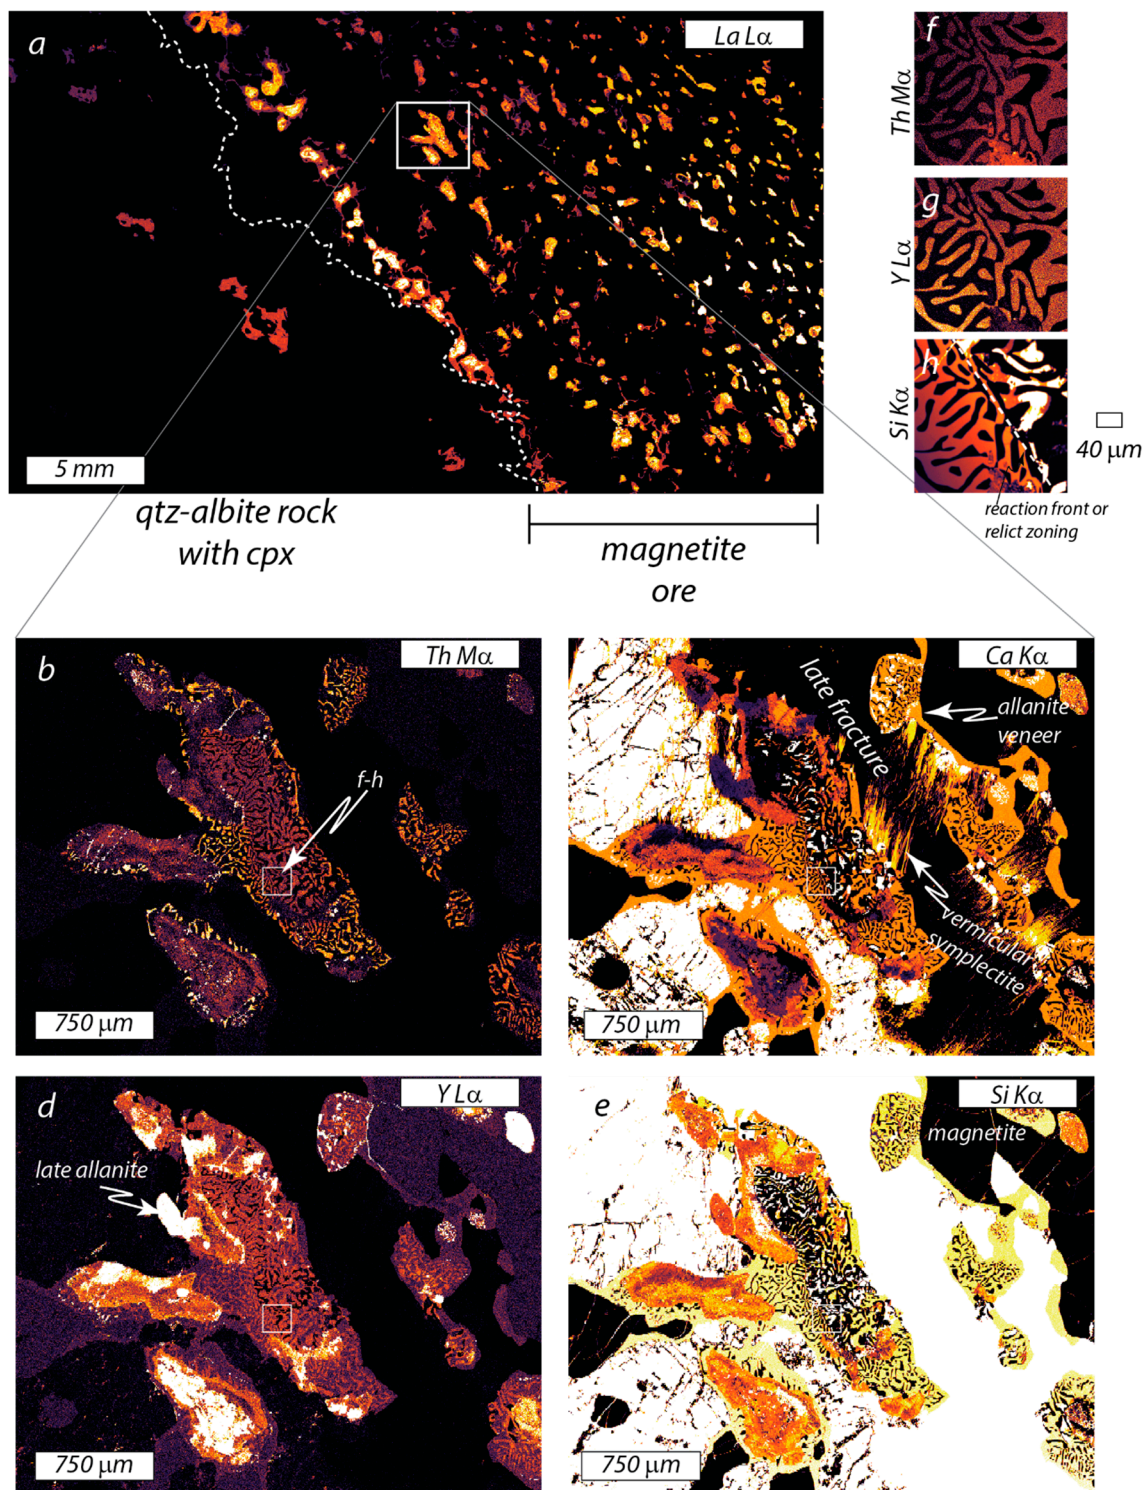 a
La Lα
5 mm
qtz-albite rock
with cpx
magnetite
ore
f
Th Mα
g
Y Lα
h
Si Kα
40 μm
reaction front or
relict zoning
b
Th Mα
f-h
750 μm
Ca Kα
late fracture
allanite
veneer
vermicular
symplectite
750 μm
d
Y Lα
late allanite
750 μm
e
Si Kα
magnetite
750 μm